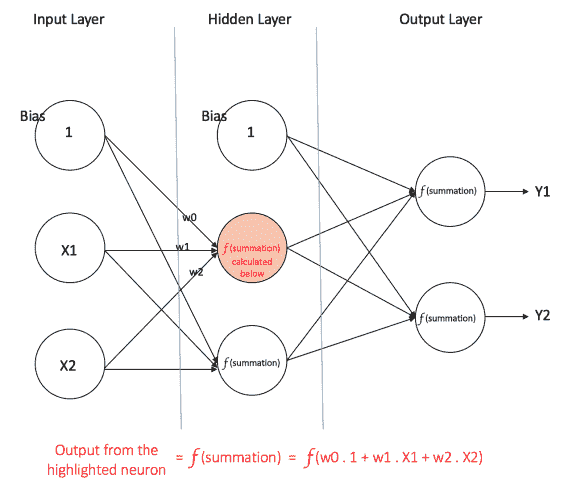 Input Layer
Hidden Layer
Output Layer
Bias
1
Bias
1
f(summation)
Y1
w0
X1
w1
f(summation)
calculated
below
w2
f(summation)
Y2
X2
f(summation)
Output from the
highlighted neuron
= f(summation) = f(w0 . 1 + w1 . X1 + w2 . X2)